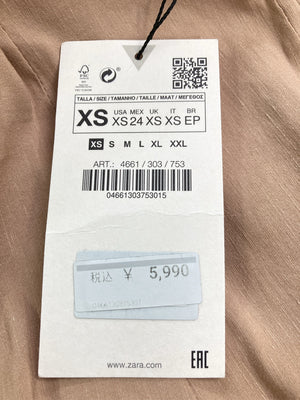 FSC
TALLA / SIZE / TAMANHO / TAILLE / MAAT / ΜΕΓΕΘΟΣ
XS
USA MEX UK IT BR
XS 24 XS XS EP
XS S M L XL XXL
ART.: 4661 / 303 / 753
04661303753015
税込 ¥ 5,990
www.zara.com
EAC